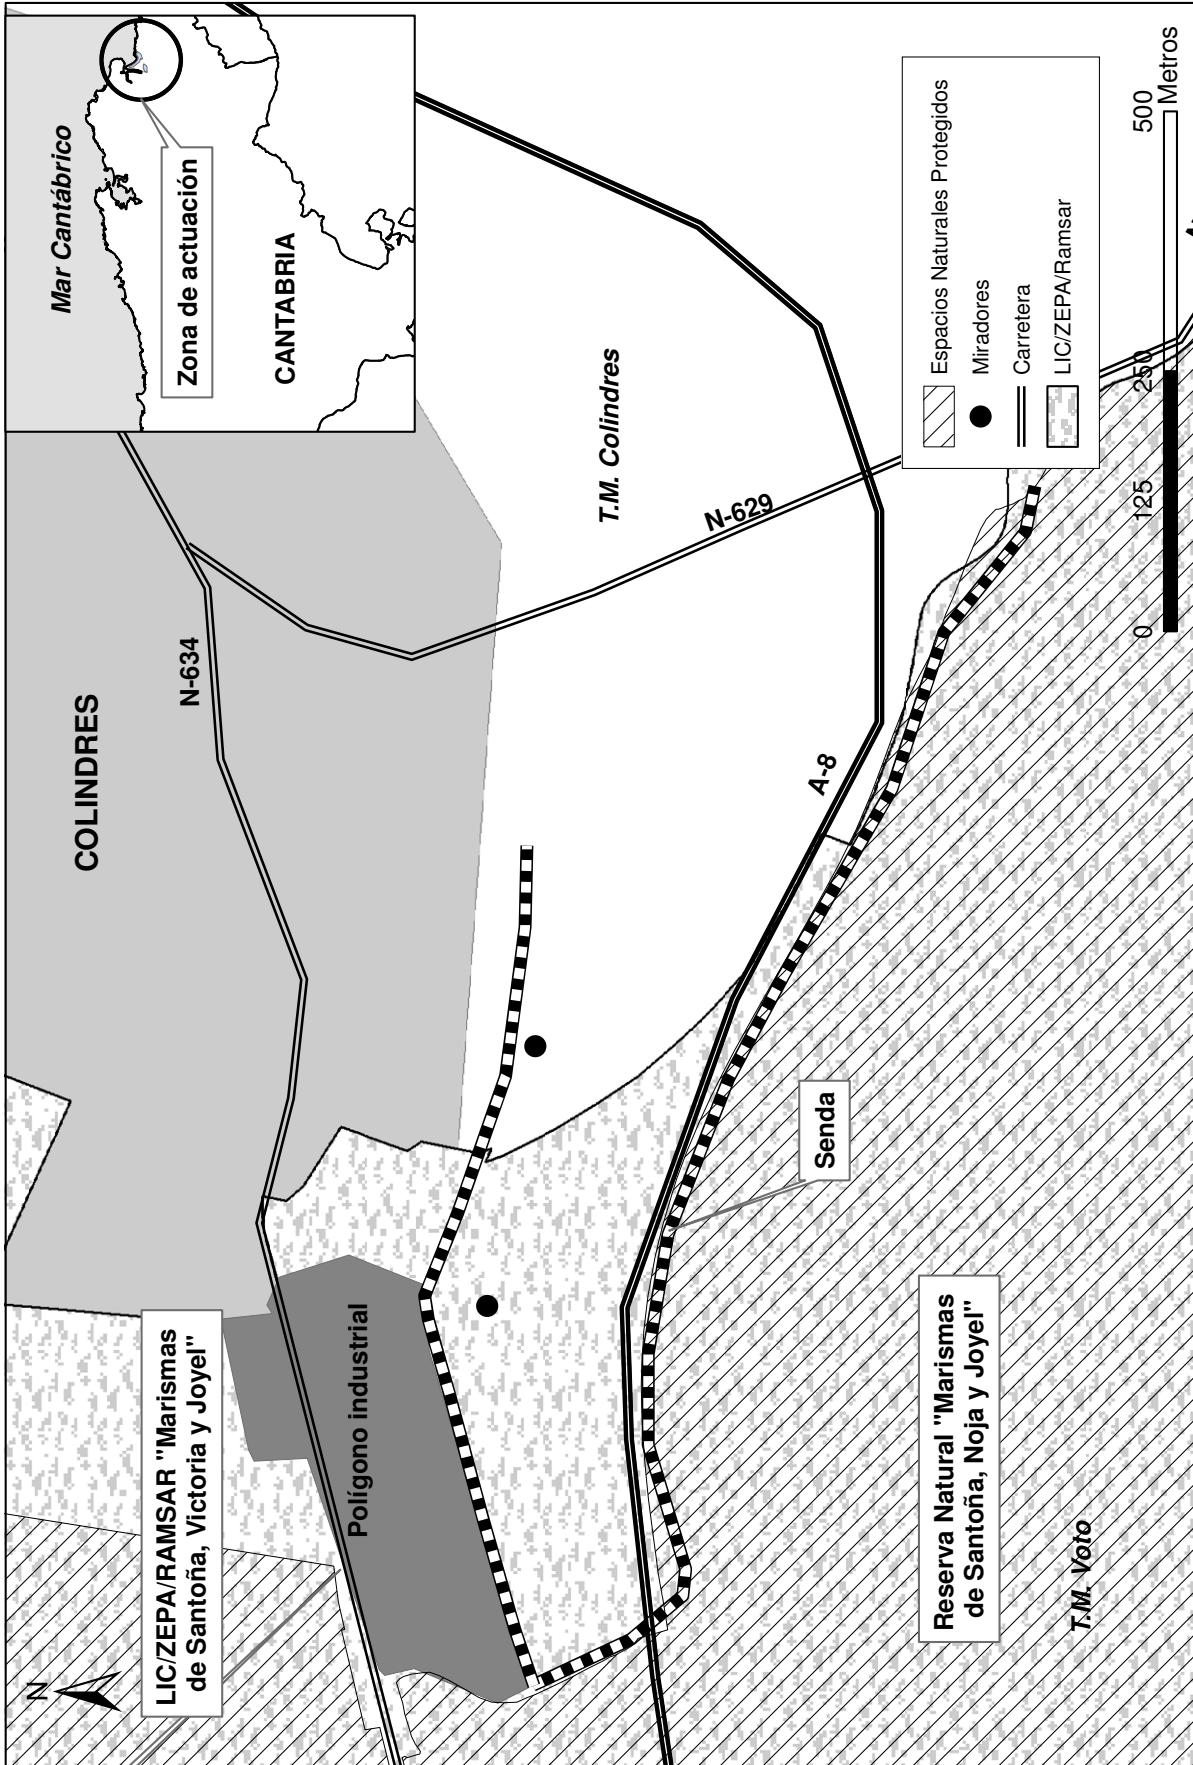 N
LIC/ZEPA/RAMSAR "Marismas
de Santoña, Victoria y Joyel"
COLINDRES
N-634
Mar Cantábrico
Zona de actuación
CANTABRIA
Polígono industrial
T.M. Colindres
N-629
A-8
Senda
Reserva Natural "Marismas
de Santoña, Noja y Joyel"
T.M. Voto
Espacios Naturales Protegidos
Miradores
Carretera
LIC/ZEPA/Ramsar
0 125 250 500
Metros